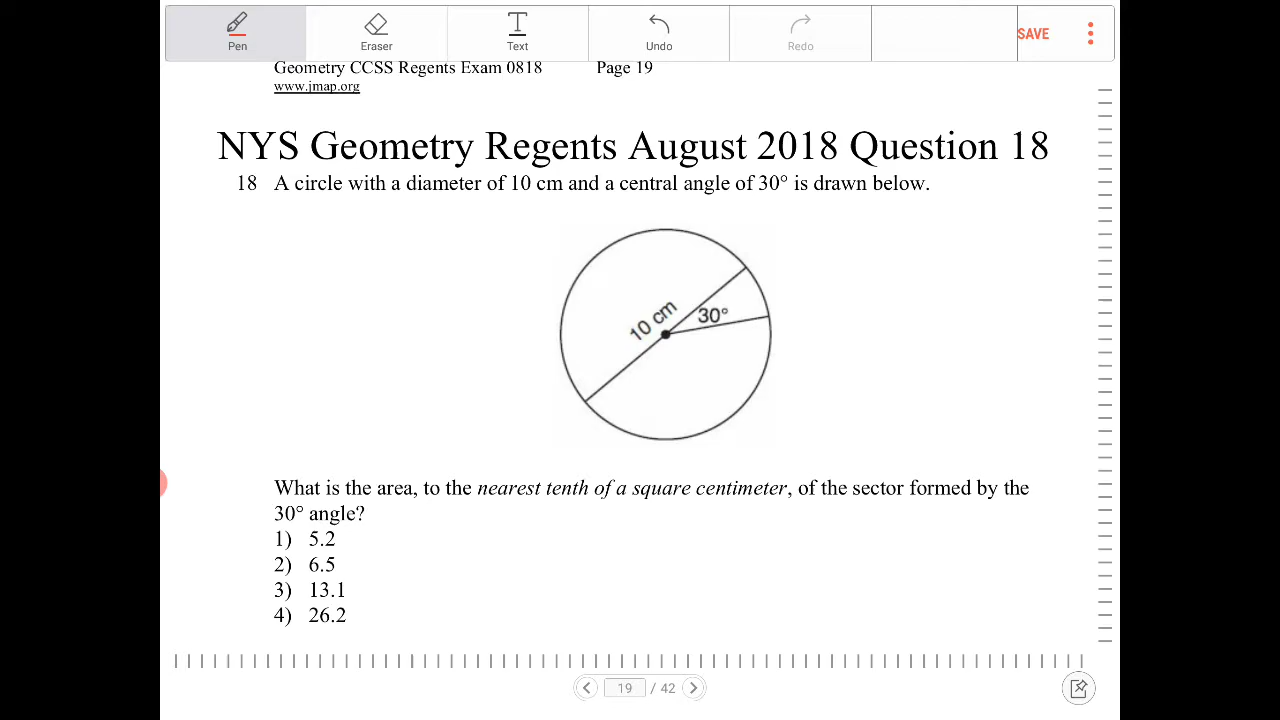 Pen Eraser Text Undo Redo SAVE
Geometry CCSS Regents Exam 0818 Page 19
www.jmap.org
NYS Geometry Regents August 2018 Question 18
18 A circle with a diameter of 10 cm and a central angle of 30° is drawn below.
10 cm 30°
What is the area, to the nearest tenth of a square centimeter, of the sector formed by the
30° angle?
1) 5.2
2) 6.5
3) 13.1
4) 26.2
19 / 42